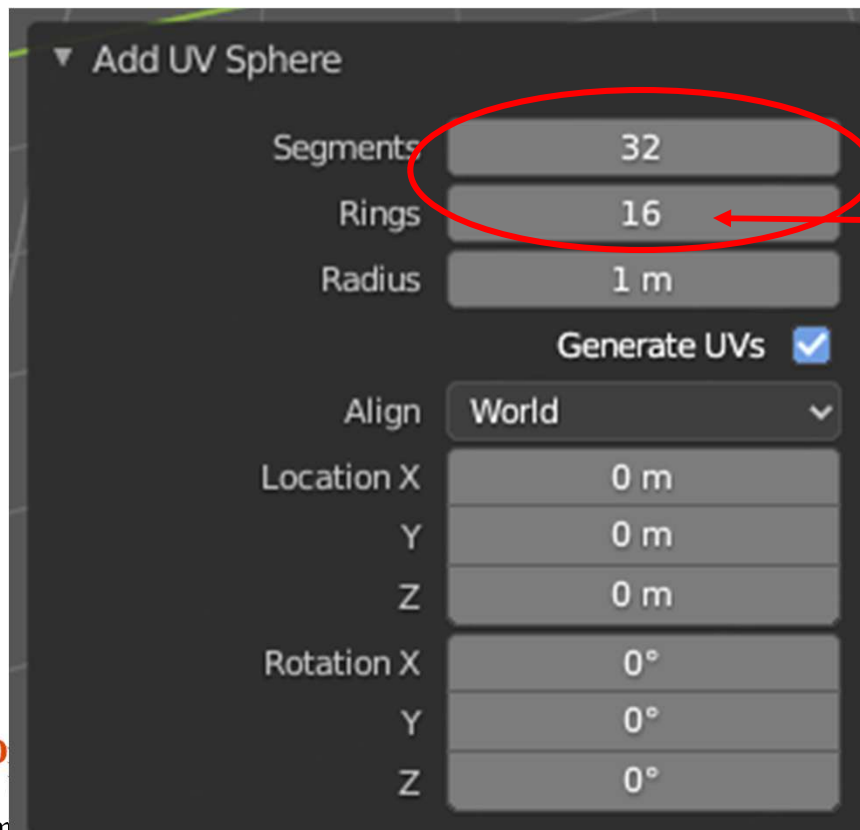 Add UV Sphere
Segments 32
Rings 16
Radius 1 m
Generate UVs
Align World
Location X 0 m
Y 0 m
Z 0 m
Rotation X 0°
Y 0°
Z 0°